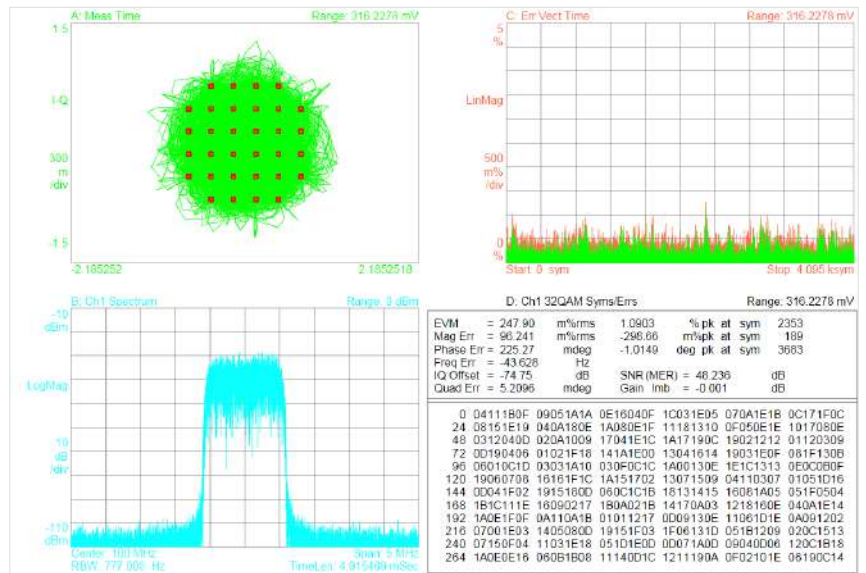 A: Meas Time Range: 316.2278 mV
1.5
I-Q
300
m
/div
-1.5
-2.185252 2.1852518
C: Err Vect Time Range: 316.2278 mV
5
%
LinMag
500
m%
/div
0
%
Start: 0 sym Stop: 4.095 ksym
B: Ch1 Spectrum Range: 0 dBm
-10
dBm
LogMag
10
dB
/div
-110
dBm
Center: 100 MHz Span: 5 MHz
RBW: 777.008 Hz TimeLen: 4.915469 mSec
D: Ch1 32QAM Syms/Errs Range: 316.2278 mV
EVM = 247.90 m%rms 1.0903 % pk at sym 2353
Mag Err = 96.241 m%rms -298.66 m%pk at sym 189
Phase Err = 225.27 mdeg -1.0149 deg pk at sym 3683
Freq Err = -43.628 Hz
IQ Offset = -74.75 dB SNR (MER) = 48.236 dB
Quad Err = 5.2096 mdeg Gain Imb = -0.001 dB
0 04111B0F 09051A1A 0E16040F 1C031E05 070A1E1B 0C171F0C
24 08151E19 040A180E 1A080E1F 11181310 0F050E1E 1017080E
48 0312040D 020A1009 17041E1C 1A17190C 19021212 01120309
72 0D190406 01021F18 141A1E00 13041614 19031E0F 081F130B
96 06010C1D 03031A10 030F0C1C 1A00130E 1E1C1313 0E0C0B0F
120 19060706 16161F1C 1A151702 13071509 04110307 01051D16
144 0D041F02 1915180D 060C1C1B 18131415 16081A05 051F0504
168 1B1C111E 16090217 1B0A021B 14170A03 1218160E 040A1E14
192 1A0E1F0F 0A110A1B 01011217 0D09130E 11061D1E 0A091202
216 07001E03 1405080D 19151F03 1F06131D 051B1209 020C1513
240 07150F04 11031E18 051D1E0D 0D071A0D 09040D06 120C1B18
264 1A0E0E16 060B1B08 11140D1C 1211190A 0F02101E 06190C14